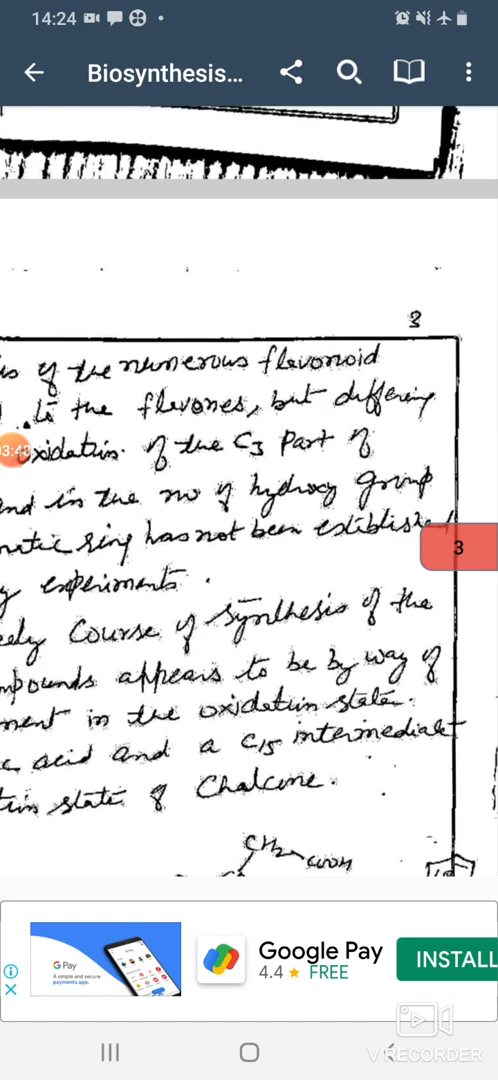 14:24
Biosynthesis...
3
of the numerous flavonoid
to the flavones, but differing
03:43
oxidation of the C3 Part of
and in the no of hydroxy group
ring has not been established
experiments.
Course of synthesis of the
appears to be by way of
in the oxidation state.
acid and a C15 intermediate
state of Chalcone.
3
CH2
COOH
G Pay
A simple and secure
payments app.
Google Pay
4.4 ★ FREE
INSTALL
V RECORDER